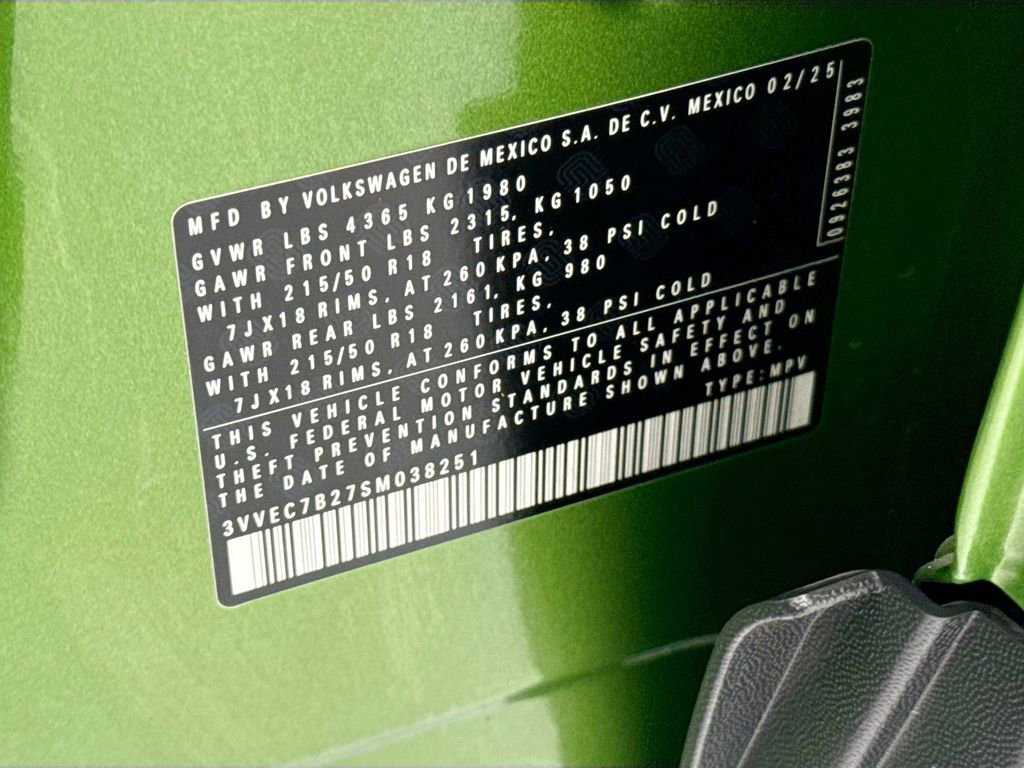 MFD BY VOLKSWAGEN DE MEXICO S.A. DE C.V. MEXICO 02/25
GVWR LBS 4365 KG 1980
GAWR FRONT LBS 2315, KG 1050
WITH 215/50 R18 TIRES,
7JX18 RIMS, AT 260 KPA, 38 PSI COLD
GAWR REAR LBS 2161, KG 980
WITH 215/50 R18 TIRES,
7JX18 RIMS, AT 260 KPA, 38 PSI COLD
THIS VEHICLE CONFORMS TO ALL APPLICABLE
U.S. FEDERAL MOTOR VEHICLE SAFETY AND
THEFT PREVENTION STANDARDS IN EFFECT ON
THE DATE OF MANUFACTURE SHOWN ABOVE.
3VVEC7B27SM038251 TYPE:MPV
0926383 3983